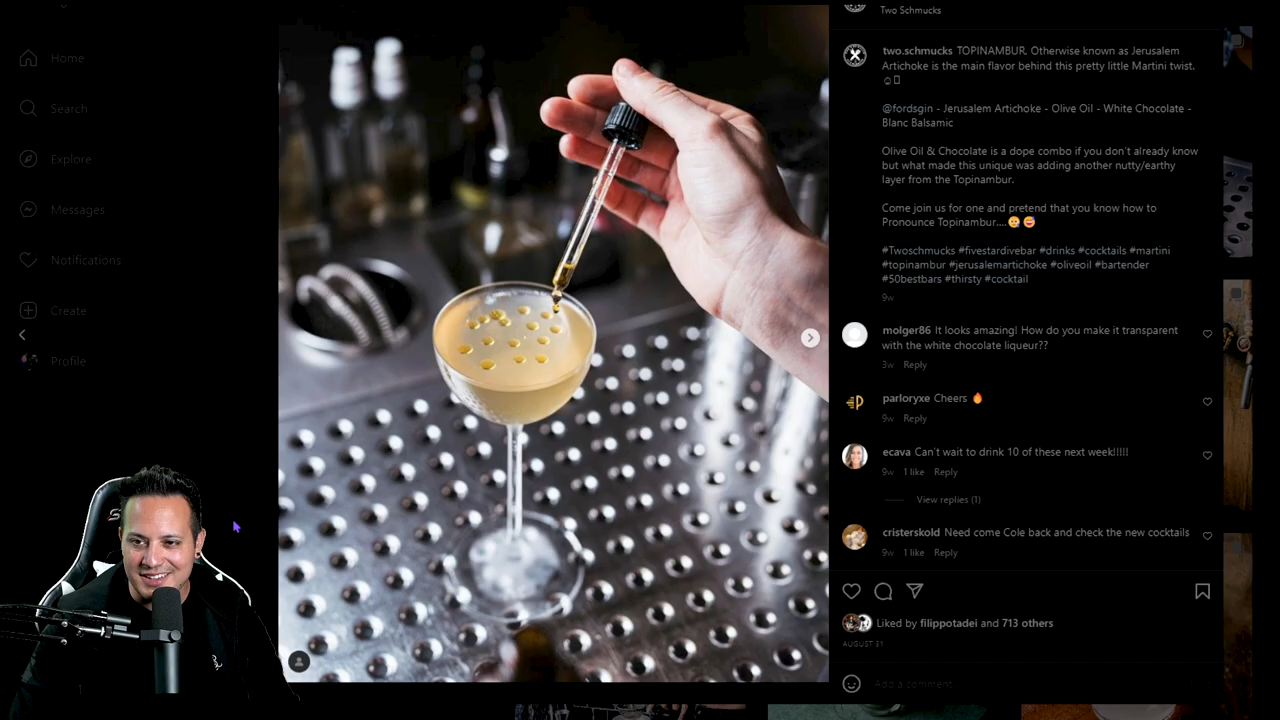 Home
Search
Explore
Messages
Notifications
Create
Profile
Two Schmucks
two.schmucks TOPINAMBUR, Otherwise known as Jerusalem
Artichoke is the main flavor behind this pretty little Martini twist.
@fordsgin - Jerusalem Artichoke - Olive Oil - White Chocolate -
Blanc Balsamic
Olive Oil & Chocolate is a dope combo if you don't already know
but what made this unique was adding another nutty/earthy
layer from the Topinambur.
Come join us for one and pretend that you know how to
Pronounce Topinambur....🤪😅
#Twoschmucks #fivestardivebar #drinks #cocktails #martini
#topinambur #jerusalemartichoke #oliveoil #bartender
#50bestbars #thirsty #cocktail
9w
molger86 It looks amazing! How do you make it transparent
with the white chocolate liqueur??
3w Reply
parloryxe Cheers 🔥
9w Reply
ecava Can't wait to drink 10 of these next week!!!!!
9w 1 like Reply
View replies (1)
cristerskold Need come Cole back and check the new cocktails
9w 1 like Reply
Liked by filippotadei and 713 others
AUGUST 31
Add a comment